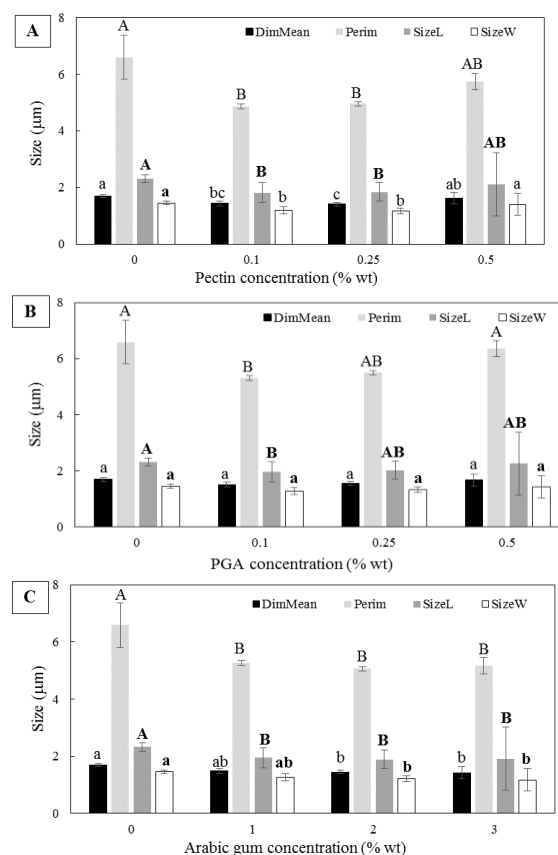 A
DimMean Perim SizeL SizeW
8
6
4
2
0
Size (μm)
A B B AB
a A a
bc B b
c B b
ab AB a
0 0.1 0.25 0.5
Pectin concentration (% wt)
B
DimMean Perim SizeL SizeW
8
6
4
2
0
Size (μm)
A B AB A
a A a
a B a
a AB a
a AB a
0 0.1 0.25 0.5
PGA concentration (% wt)
C
DimMean Perim SizeL SizeW
8
6
4
2
0
Size (μm)
A B B B
a A a
ab B ab
b B b
b B b
0 1 2 3
Arabic gum concentration (% wt)